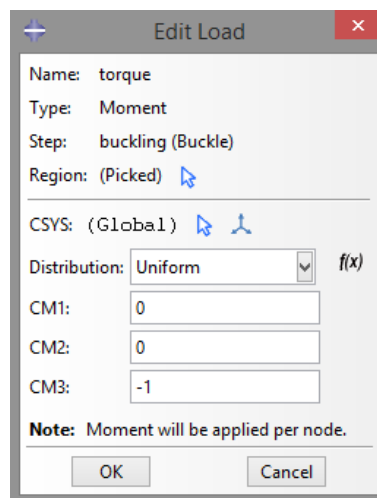 Edit Load
Name: torque
Type: Moment
Step: buckling (Buckle)
Region: (Picked)
CSYS: (Global)
Distribution: Uniform f(x)
CM1: 0
CM2: 0
CM3: -1
Note: Moment will be applied per node.
OK Cancel